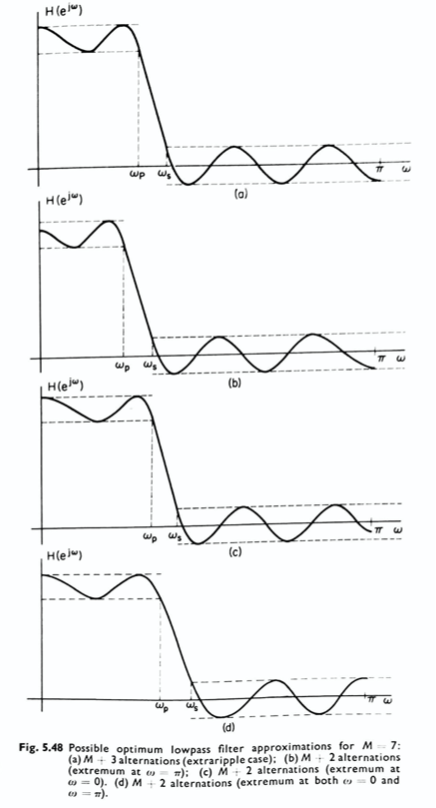 H(e^jω)
ωp ωs π ω
(a)
H(e^jω)
ωp ωs π ω
(b)
H(e^jω)
ωp ωs π ω
(c)
H(e^jω)
ωp ωs π ω
(d)
Fig. 5.48 Possible optimum lowpass filter approximations for M = 7:
(a) M + 3 alternations (extraripple case); (b) M + 2 alternations
(extremum at ω = π); (c) M + 2 alternations (extremum at
ω = 0). (d) M + 2 alternations (extremum at both ω = 0 and
ω = π).